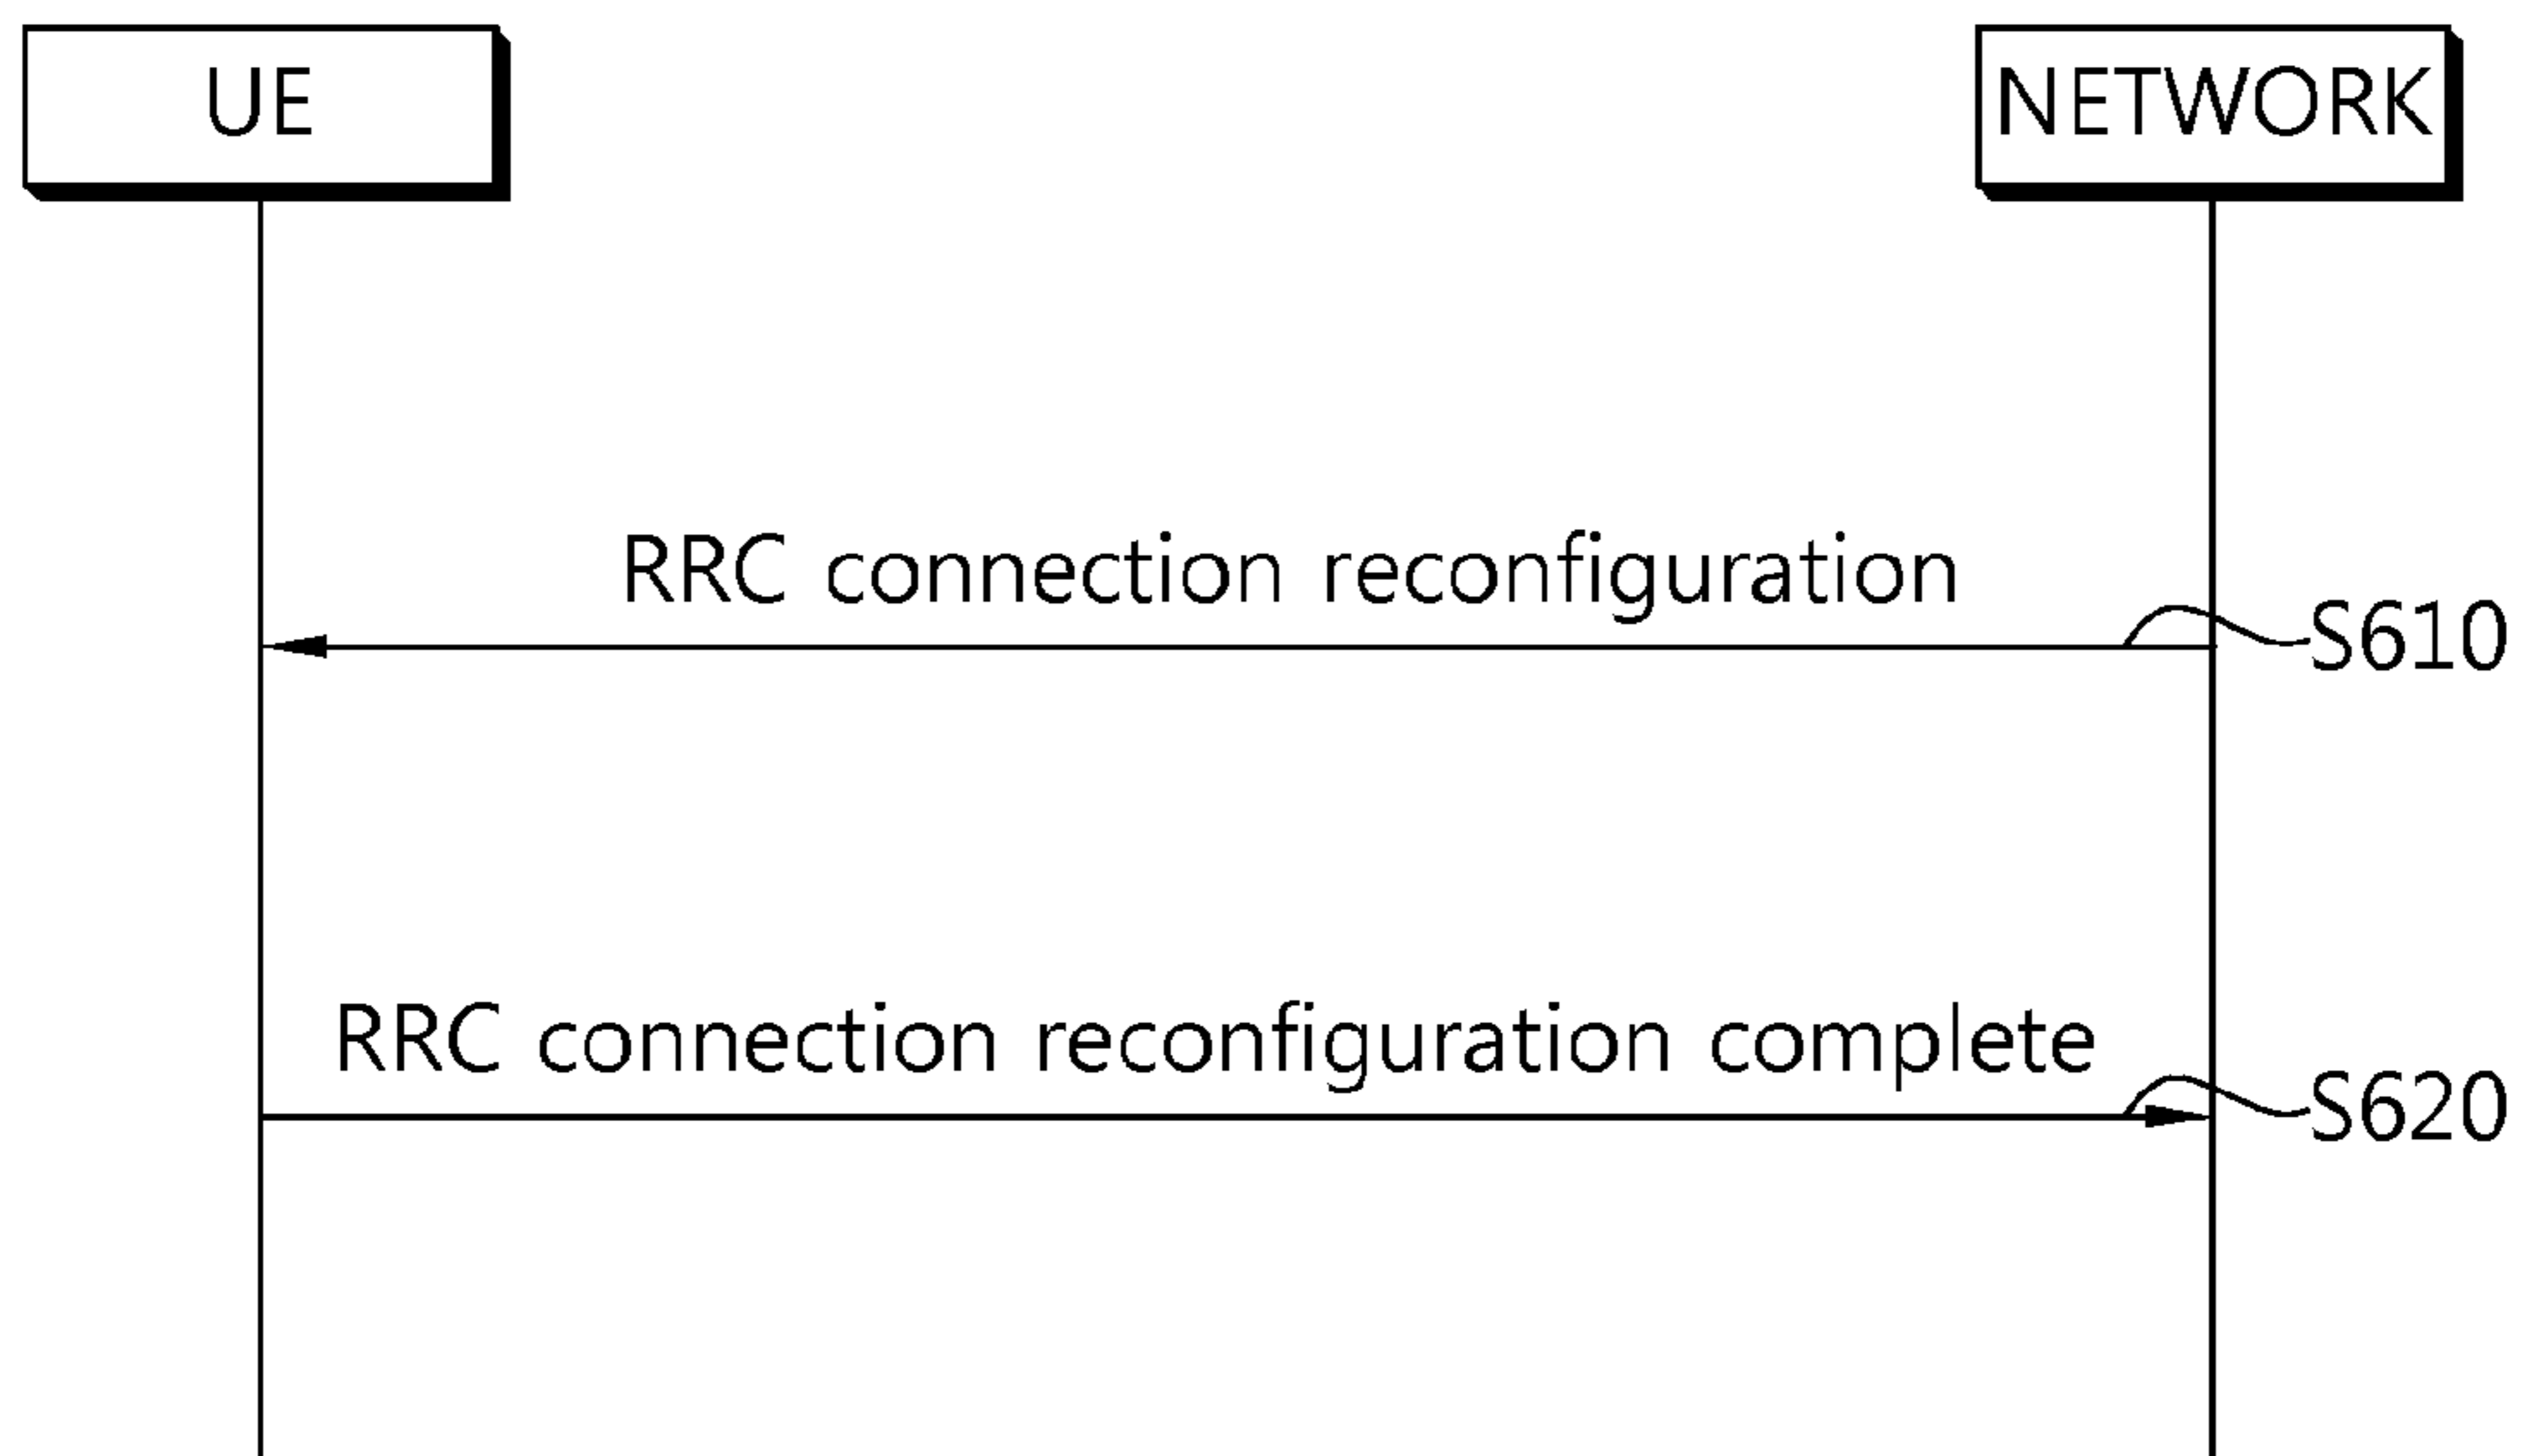 UE
NETWORK
RRC connection reconfiguration
S610
RRC connection reconfiguration complete
S620